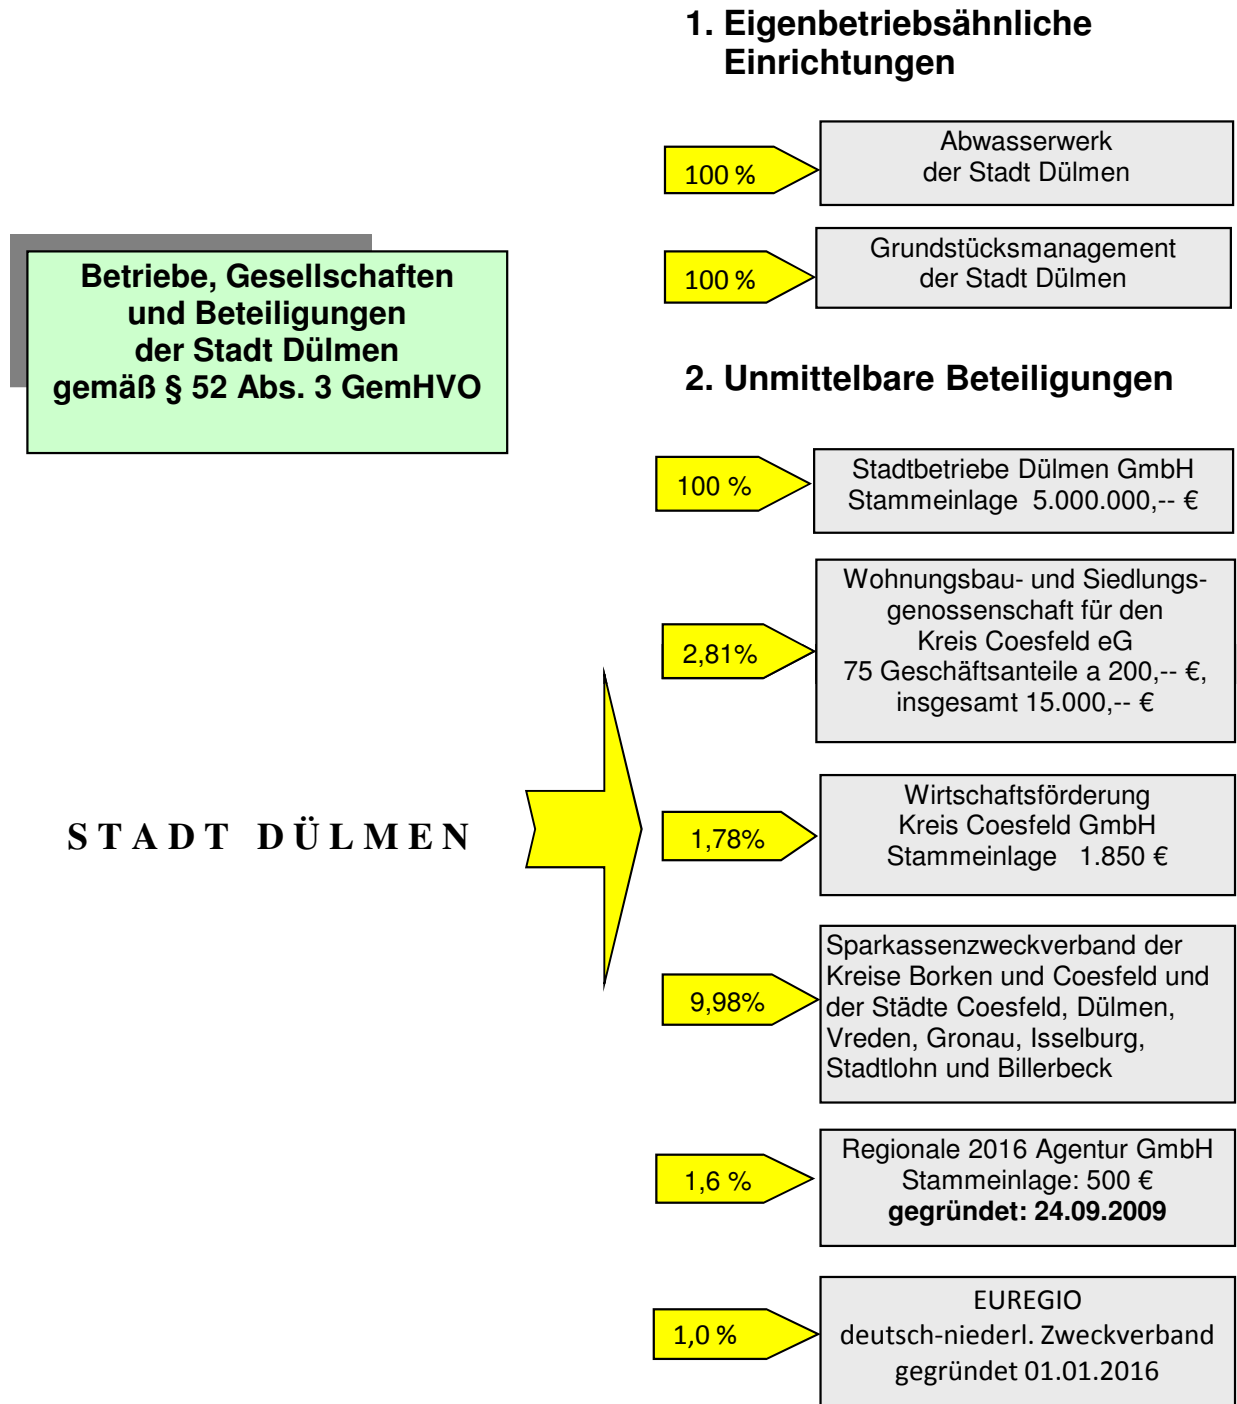 1. Eigenbetriebsähnliche
Einrichtungen
100 %
Abwasserwerk
der Stadt Dülmen
100 %
Grundstücksmanagement
der Stadt Dülmen
Betriebe, Gesellschaften
und Beteiligungen
der Stadt Dülmen
gemäß § 52 Abs. 3 GemHVO
2. Unmittelbare Beteiligungen
100 %
Stadtbetriebe Dülmen GmbH
Stammeinlage 5.000.000,-- €
2,81%
Wohnungsbau- und Siedlungs-
genossenschaft für den
Kreis Coesfeld eG
75 Geschäftsanteile a 200,-- €,
insgesamt 15.000,-- €
STADT DÜLMEN
1,78%
Wirtschaftsförderung
Kreis Coesfeld GmbH
Stammeinlage 1.850 €
9,98%
Sparkassenzweckverband der
Kreise Borken und Coesfeld und
der Städte Coesfeld, Dülmen,
Vreden, Gronau, Isselburg,
Stadtlohn und Billerbeck
1,6 %
Regionale 2016 Agentur GmbH
Stammeinlage: 500 €
gegründet: 24.09.2009
1,0 %
EUREGIO
deutsch-niederl. Zweckverband
gegründet 01.01.2016